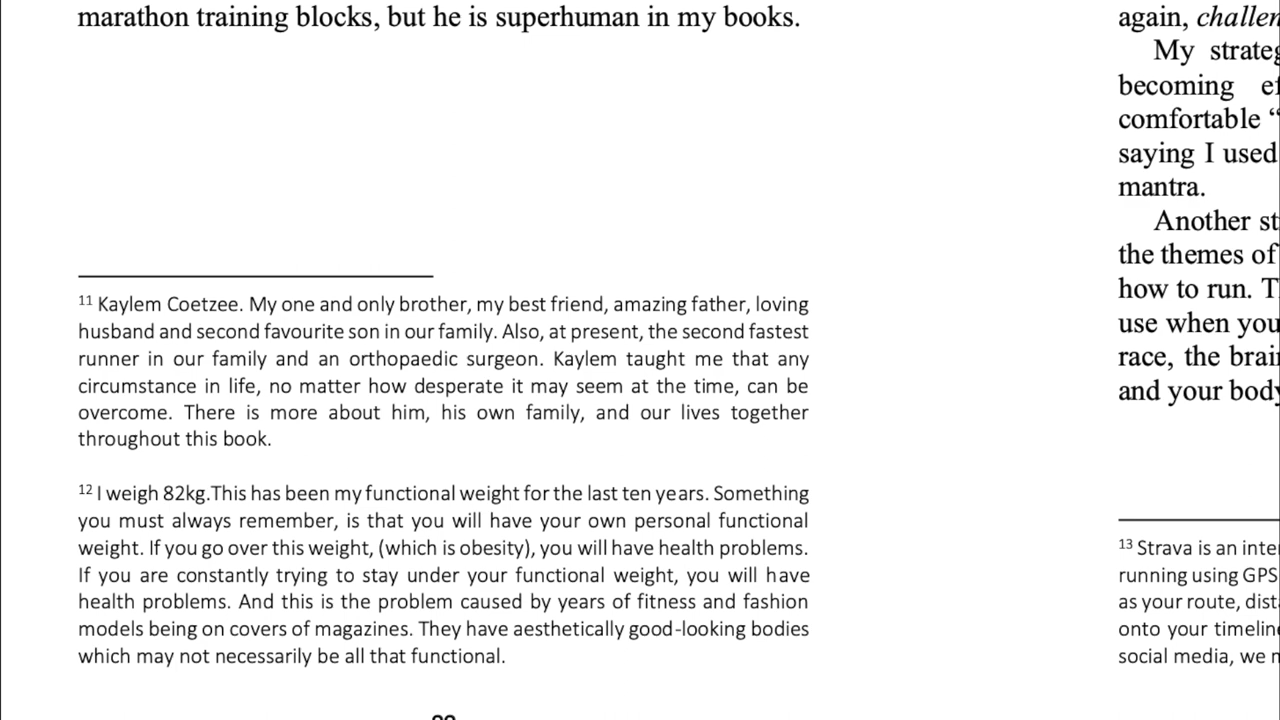 marathon training blocks, but he is superhuman in my books.
11 Kaylem Coetzee. My one and only brother, my best friend, amazing father, loving
husband and second favourite son in our family. Also, at present, the second fastest
runner in our family and an orthopaedic surgeon. Kaylem taught me that any
circumstance in life, no matter how desperate it may seem at the time, can be
overcome. There is more about him, his own family, and our lives together
throughout this book.
12 I weigh 82kg.This has been my functional weight for the last ten years. Something
you must always remember, is that you will have your own personal functional
weight. If you go over this weight, (which is obesity), you will have health problems.
If you are constantly trying to stay under your functional weight, you will have
health problems. And this is the problem caused by years of fitness and fashion
models being on covers of magazines. They have aesthetically good-looking bodies
which may not necessarily be all that functional.
again,
My
becoming
comfortable “
saying I used
mantra.
Another
the themes of
how to run.
use when you
race, the
and your
13 Strava is an
running using GPS
as your route,
onto your
social media, we